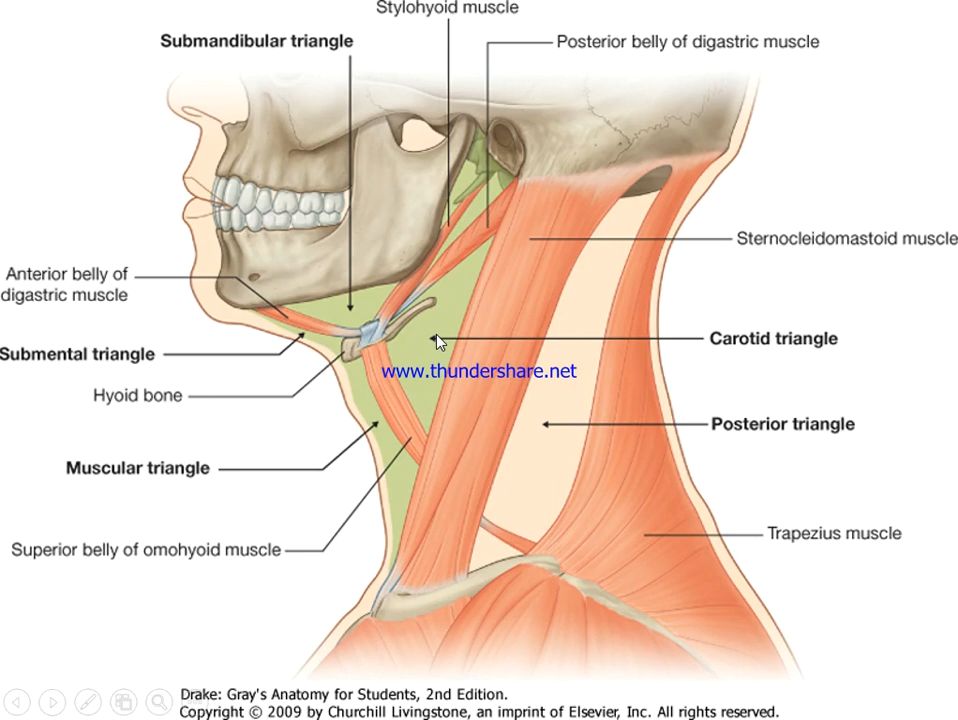 Stylohyoid muscle
Submandibular triangle
Posterior belly of digastric muscle
Sternocleidomastoid muscle
Anterior belly of
digastric muscle
Carotid triangle
Submental triangle
www.thundershare.net
Hyoid bone
Posterior triangle
Muscular triangle
Trapezius muscle
Superior belly of omohyoid muscle
Drake: Gray's Anatomy for Students, 2nd Edition.
Copyright © 2009 by Churchill Livingstone, an imprint of Elsevier, Inc. All rights reserved.